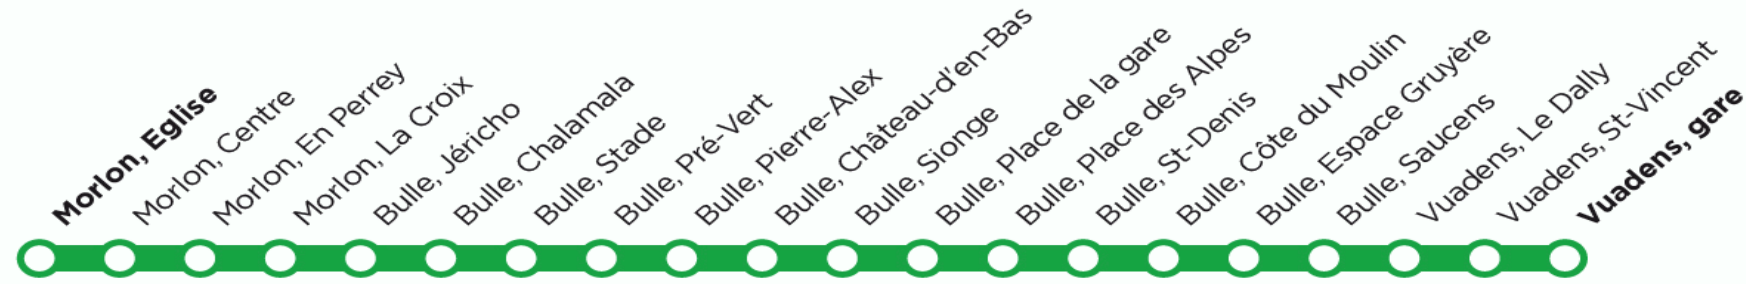 Morlon, Eglise
Morlon, Centre
Morlon, En Perrey
Morlon, La Croix
Bulle, Jéricho
Bulle, Chalamala
Bulle, Stade
Bulle, Pré-Vert
Bulle, Pierre-Alex
Bulle, Château-d'en-Bas
Bulle, Sionge
Bulle, Place de la gare
Bulle, Place des Alpes
Bulle, St-Denis
Bulle, Côte du Moulin
Bulle, Espace Gruyère
Bulle, Saucens
Vuadens, Le Dally
Vuadens, St-Vincent
Vuadens, gare